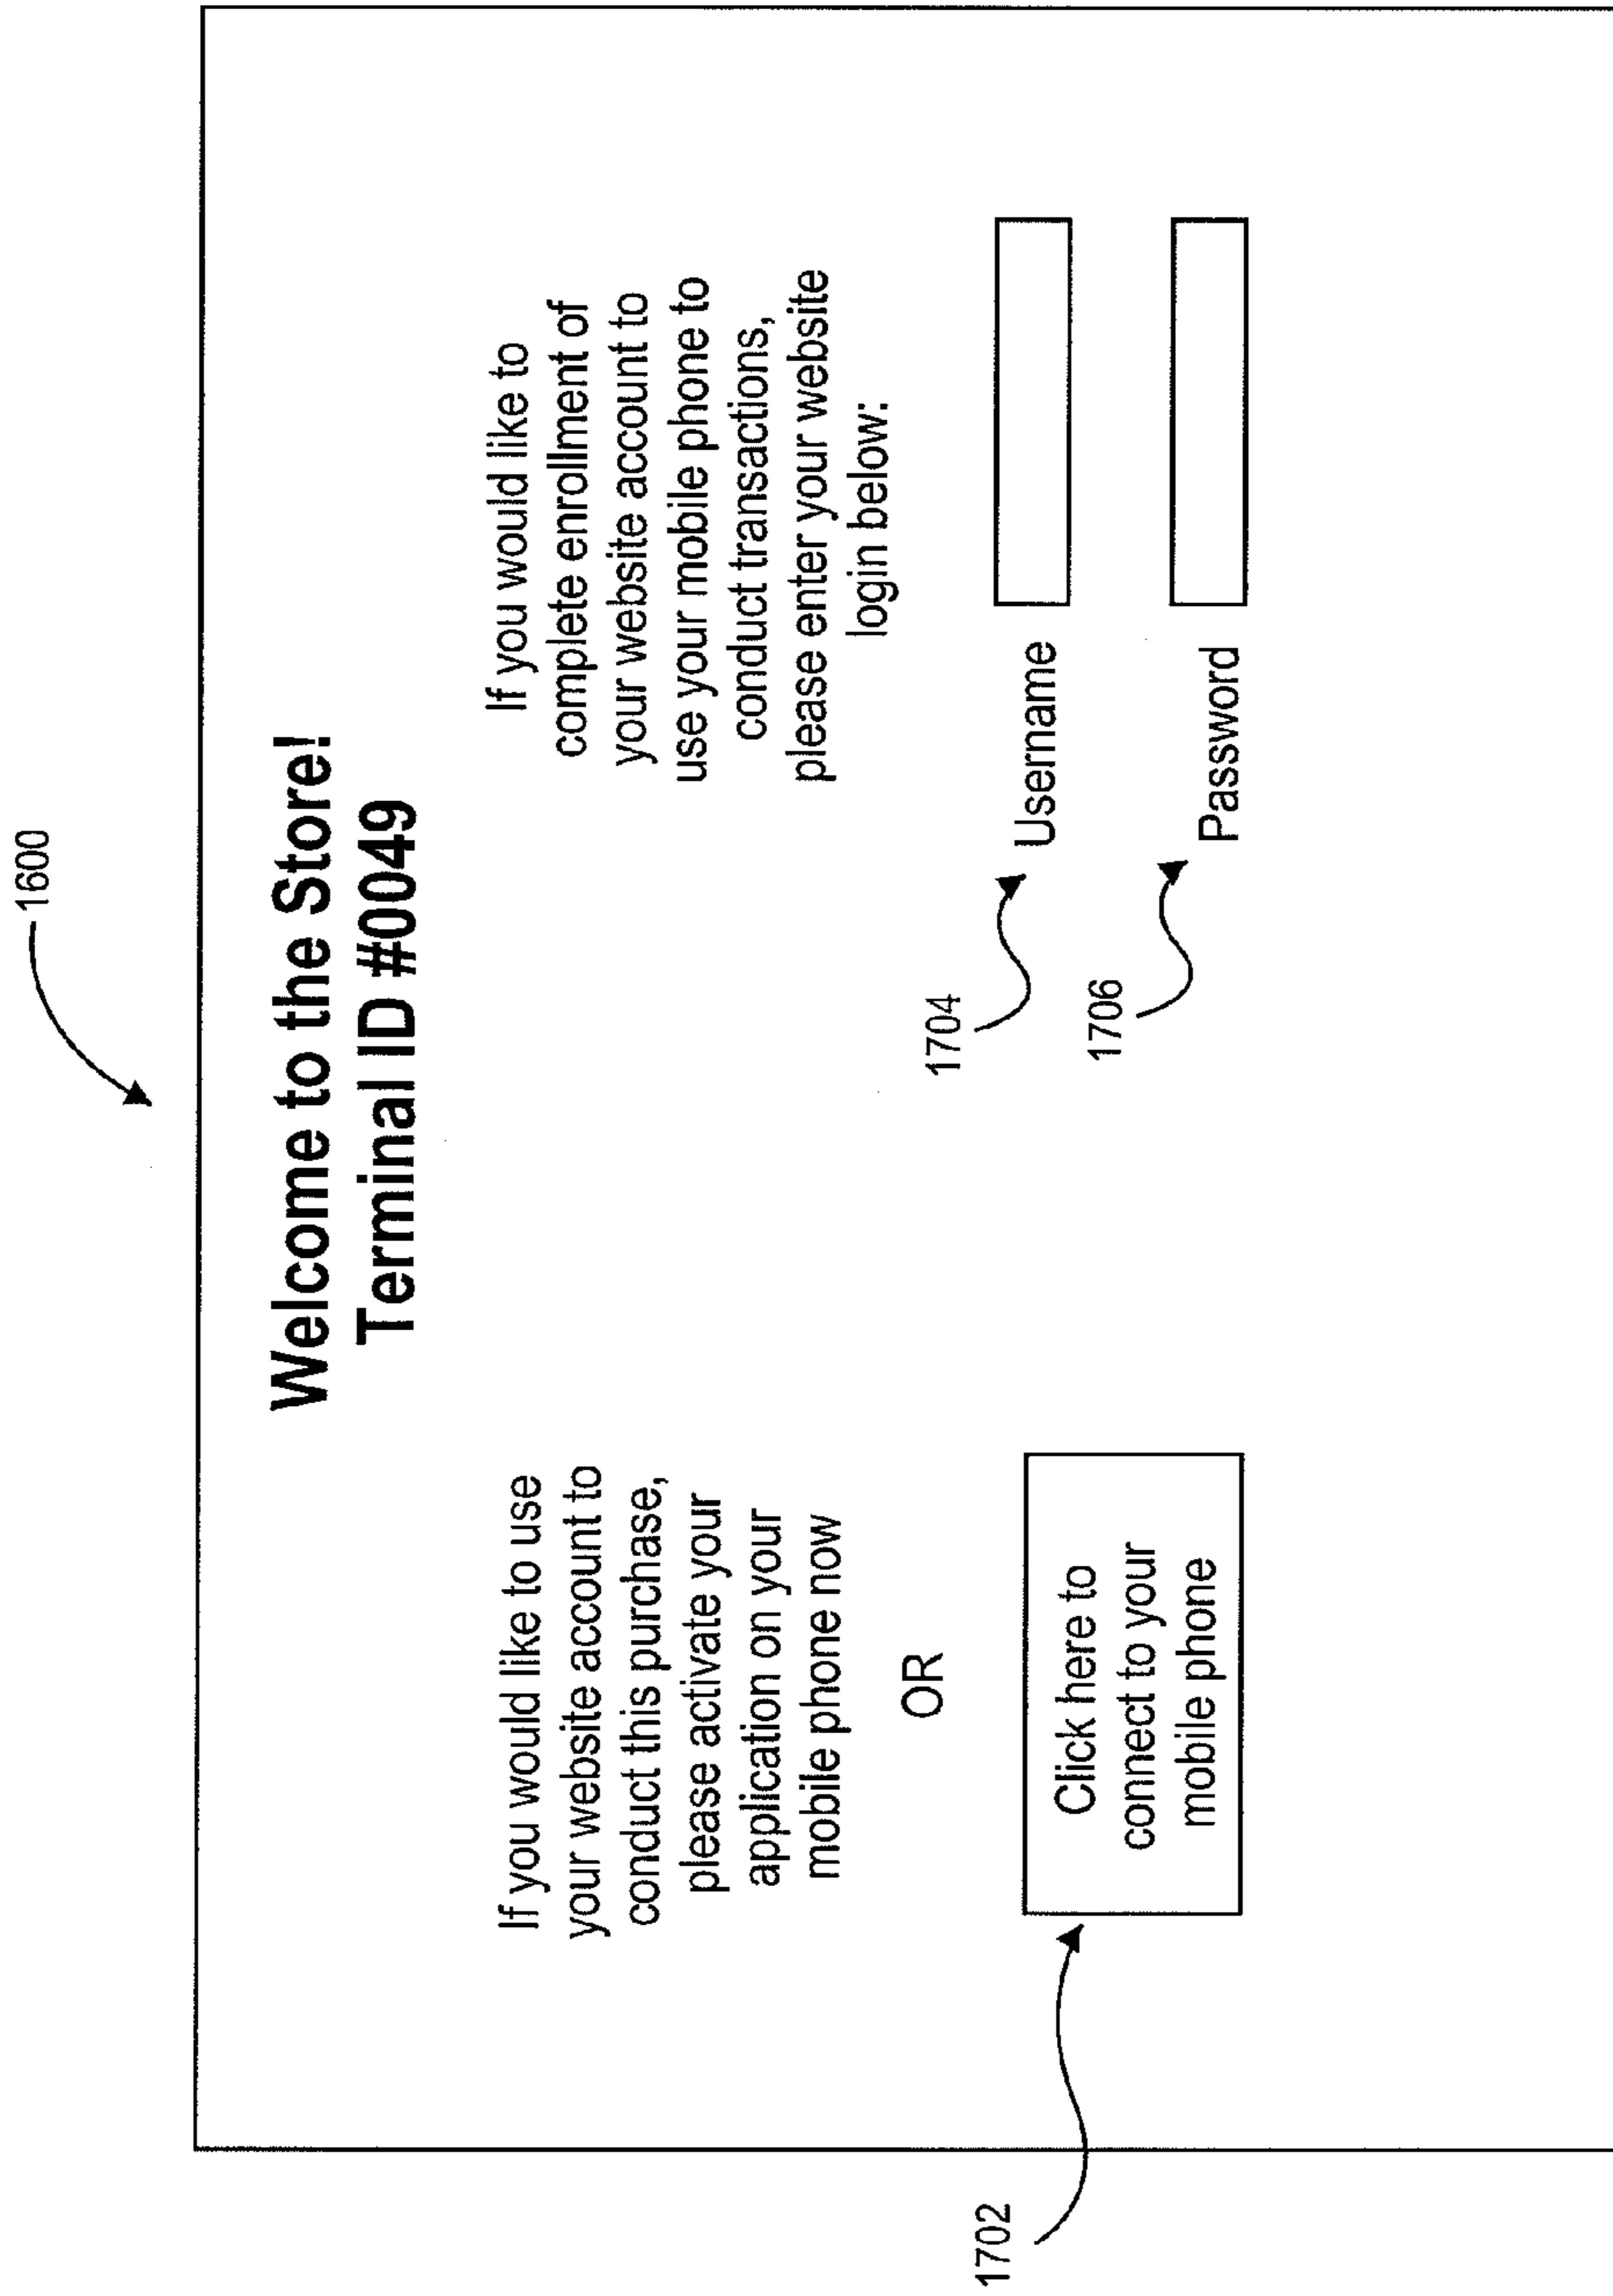 1600
Welcome to the Store!
Terminal ID #0049
If you would like to use
your website account to
conduct this purchase,
please activate your
application on your
mobile phone now
OR
Click here to
connect to your
mobile phone
1702
If you would like to
complete enrollment of
your website account to
use your mobile phone to
conduct transactions,
please enter your website
login below:
1704
Username
1706
Password